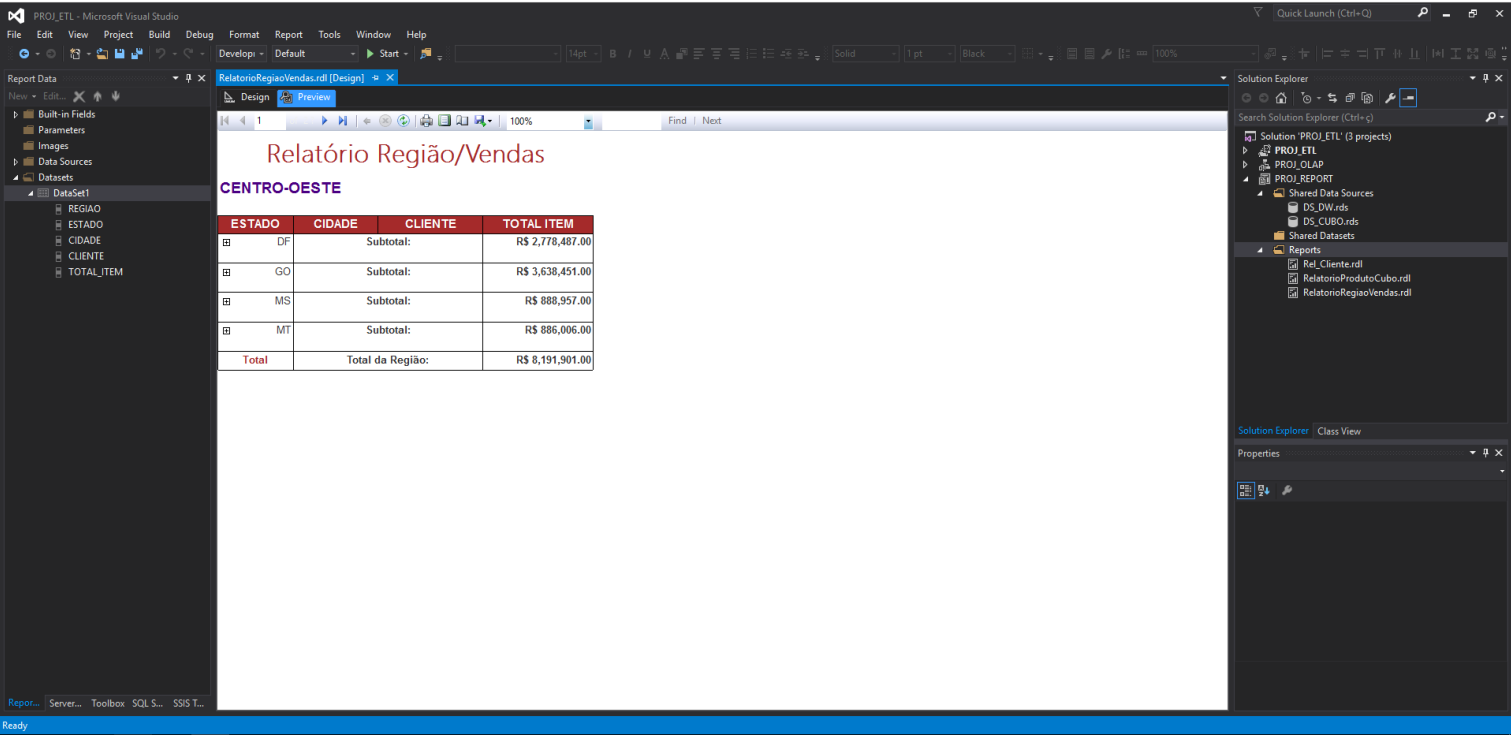 PROJ_ETL - Microsoft Visual Studio
Quick Launch (Ctrl+Q)
File Edit View Project Build Debug Format Report Tools Window Help
Develop Default Start 14pt B I U A Solid 1 pt Black 100%
Report Data
New Edit...
Built-in Fields
Parameters
Images
Data Sources
Datasets
DataSet1
REGIAO
ESTADO
CIDADE
CLIENTE
TOTAL_ITEM
Repor... Server... Toolbox SQL S... SSIS T...
RelatorioRegiaoVendas.rdl [Design]
Design Preview
1 100% Find | Next
Relatório Região/Vendas
CENTRO-OESTE
ESTADO CIDADE CLIENTE TOTAL ITEM
DF Subtotal: R$ 2,778,487.00
GO Subtotal: R$ 3,638,451.00
MS Subtotal: R$ 888,957.00
MT Subtotal: R$ 886,006.00
Total Total da Região: R$ 8,191,901.00
Solution Explorer
Search Solution Explorer (Ctrl+ç)
Solution 'PROJ_ETL' (3 projects)
PROJ_ETL
PROJ_OLAP
PROJ_REPORT
Shared Data Sources
DS_DW.rds
DS_CUBO.rds
Shared Datasets
Reports
Rel_Cliente.rdl
RelatorioProdutoCubo.rdl
RelatorioRegiaoVendas.rdl
Solution Explorer Class View
Properties
Ready